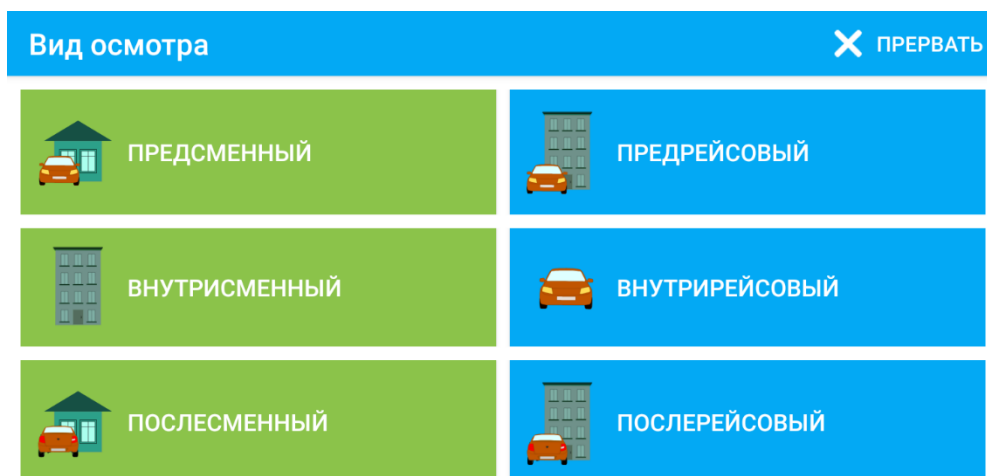 Вид осмотра
ПРЕРВАТЬ
ПРЕДСМЕННЫЙ
ПРЕДРЕЙСОВЫЙ
ВНУТРИСМЕННЫЙ
ВНУТРИРЕЙСОВЫЙ
ПОСЛЕСМЕННЫЙ
ПОСЛЕРЕЙСОВЫЙ